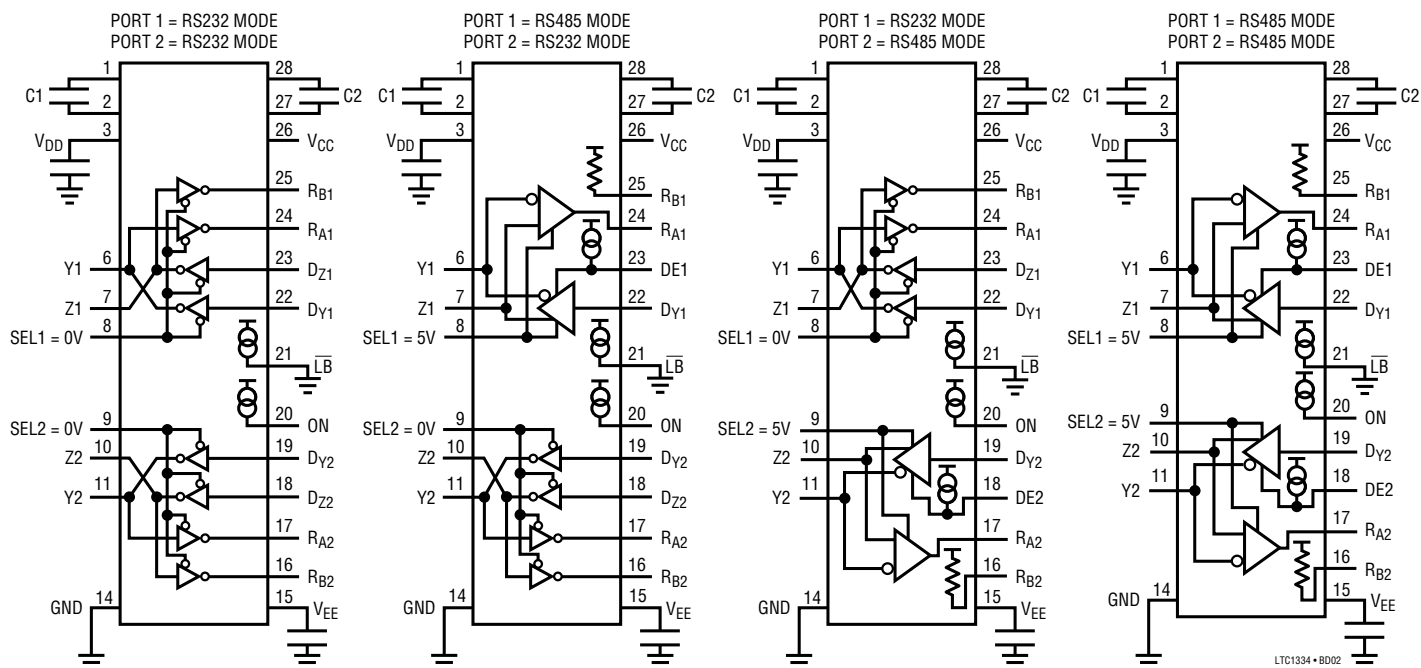 PORT 1 = RS232 MODE
PORT 2 = RS232 MODE
1
28
C1
C2
2
27
3
VDD
26
VCC
25
RB1
24
RA1
Y1
6
23
DZ1
7
Z1
22
DY1
8
SEL1 = 0V
21
LB
20
ON
SEL2 = 0V
9
19
DY2
10
Z2
18
DZ2
11
Y2
17
RA2
16
RB2
GND
14
15
VEE
PORT 1 = RS485 MODE
PORT 2 = RS232 MODE
1
28
C1
C2
2
27
3
VDD
26
VCC
25
RB1
24
RA1
Y1
6
23
DE1
Z1
7
22
DY1
SEL1 = 5V
8
21
LB
20
ON
SEL2 = 0V
9
19
DY2
Z2
10
18
DZ2
Y2
11
17
RA2
16
RB2
GND
14
15
VEE
PORT 1 = RS232 MODE
PORT 2 = RS485 MODE
1
28
C1
C2
2
27
3
VDD
26
VCC
25
RB1
24
RA1
Y1
6
23
DZ1
Z1
7
22
DY1
SEL1 = 0V
8
21
LB
20
ON
SEL2 = 5V
9
19
DY2
Z2
10
18
DE2
Y2
11
17
RA2
16
RB2
GND
14
15
VEE
PORT 1 = RS485 MODE
PORT 2 = RS485 MODE
1
28
C1
C2
2
27
3
VDD
26
VCC
25
RB1
24
RA1
Y1
6
23
DE1
Z1
7
22
DY1
SEL1 = 5V
8
21
LB
20
ON
SEL2 = 5V
9
19
DY2
Z2
10
18
DE2
Y2
11
17
RA2
16
RB2
GND
14
15
VEE
LTC1334 • BD02